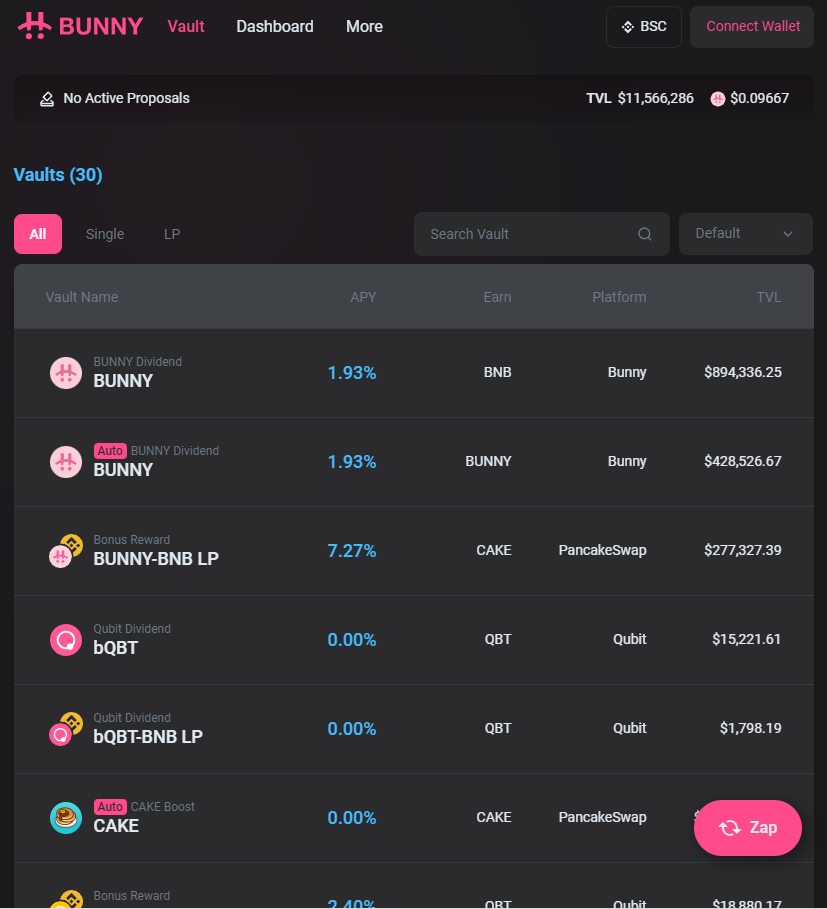 BUNNY Vault Dashboard More BSC Connect Wallet
No Active Proposals TVL $11,566,286 $0.09667
Vaults (30)
All Single LP Search Vault Default
Vault Name APY Earn Platform TVL
BUNNY Dividend
BUNNY 1.93% BNB Bunny $894,336.25
Auto BUNNY Dividend
BUNNY 1.93% BUNNY Bunny $428,526.67
Bonus Reward
BUNNY-BNB LP 7.27% CAKE PancakeSwap $277,327.39
Qubit Dividend
bQBT 0.00% QBT Qubit $15,221.61
Qubit Dividend
bQBT-BNB LP 0.00% QBT Qubit $1,798.19
Auto CAKE Boost
CAKE 0.00% CAKE PancakeSwap
Zap
Bonus Reward
2.40% QBT Qubit $18,880.17